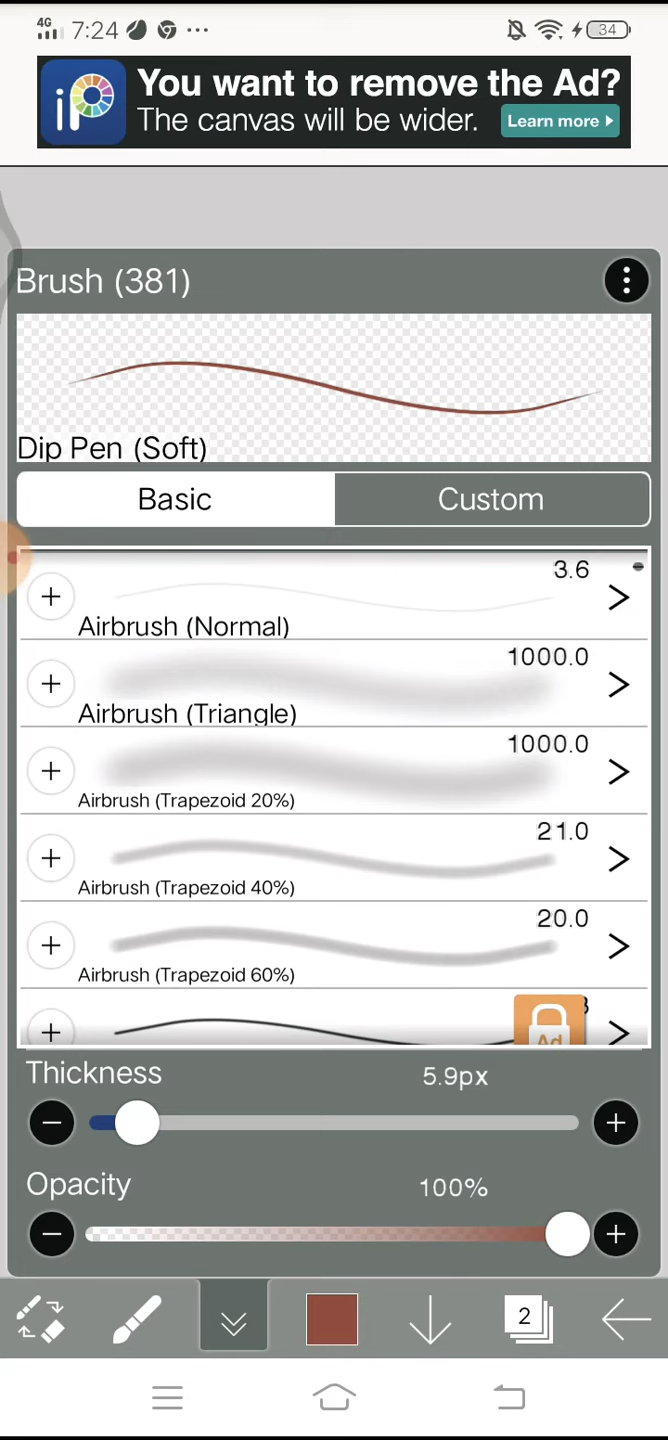 4G 7:24 34
iP You want to remove the Ad?
The canvas will be wider. Learn more
Brush (381)
Dip Pen (Soft)
Basic Custom
3.6
Airbrush (Normal)
1000.0
Airbrush (Triangle)
1000.0
Airbrush (Trapezoid 20%)
21.0
Airbrush (Trapezoid 40%)
20.0
Airbrush (Trapezoid 60%)
Ad
Thickness 5.9px
Opacity 100%
2